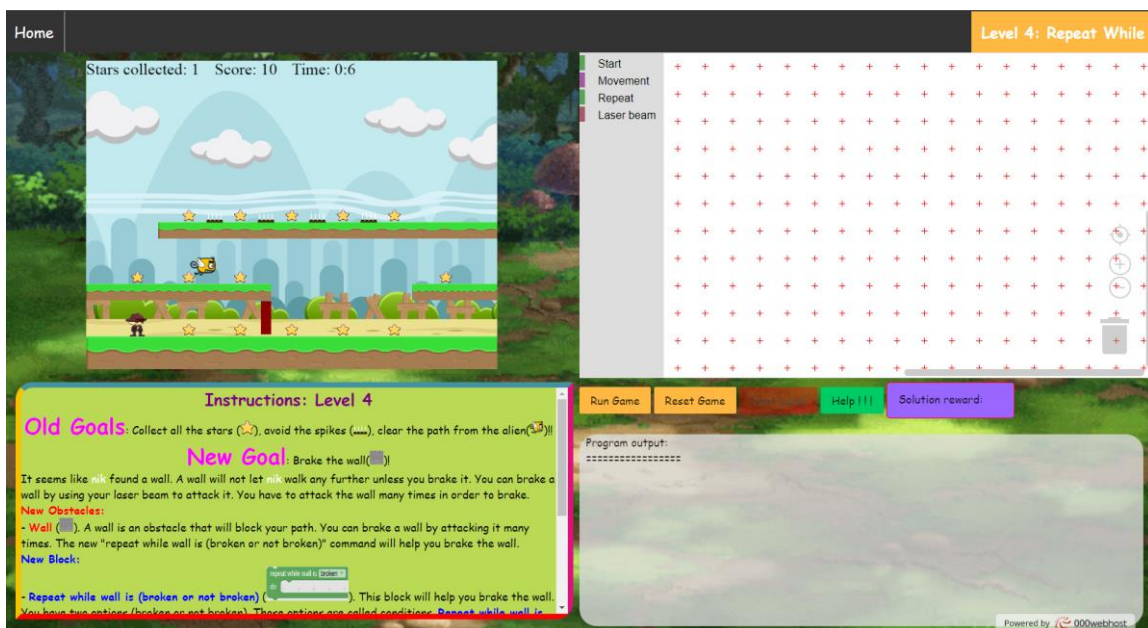 Home
Level 4: Repeat While
Stars collected: 1 Score: 10 Time: 0:6
Start
Movement
Repeat
Laser beam
Instructions: Level 4
Old Goals: Collect all the stars ( ), avoid the spikes ( ), clear the path from the alien( )!!
New Goal: Brake the wall( )!
It seems like nik found a wall. A wall will not let nik walk any further unless you brake it. You can brake a
wall by using your laser beam to attack it. You have to attack the wall many times in order to brake.
New Obstacles:
- Wall ( ). A wall is an obstacle that will block your path. You can brake a wall by attacking it many
times. The new "repeat while wall is (broken or not broken)" command will help you brake the wall.
New Block:
repeat while wall is broken
do
- Repeat while wall is (broken or not broken) ( ). This block will help you brake the wall.
You have two options (broken or not broken). These options are called conditions. Repeat while wall is
Run Game
Reset Game
Help !!!
Solution reward:
Program output:
=================
Powered by 000webhost